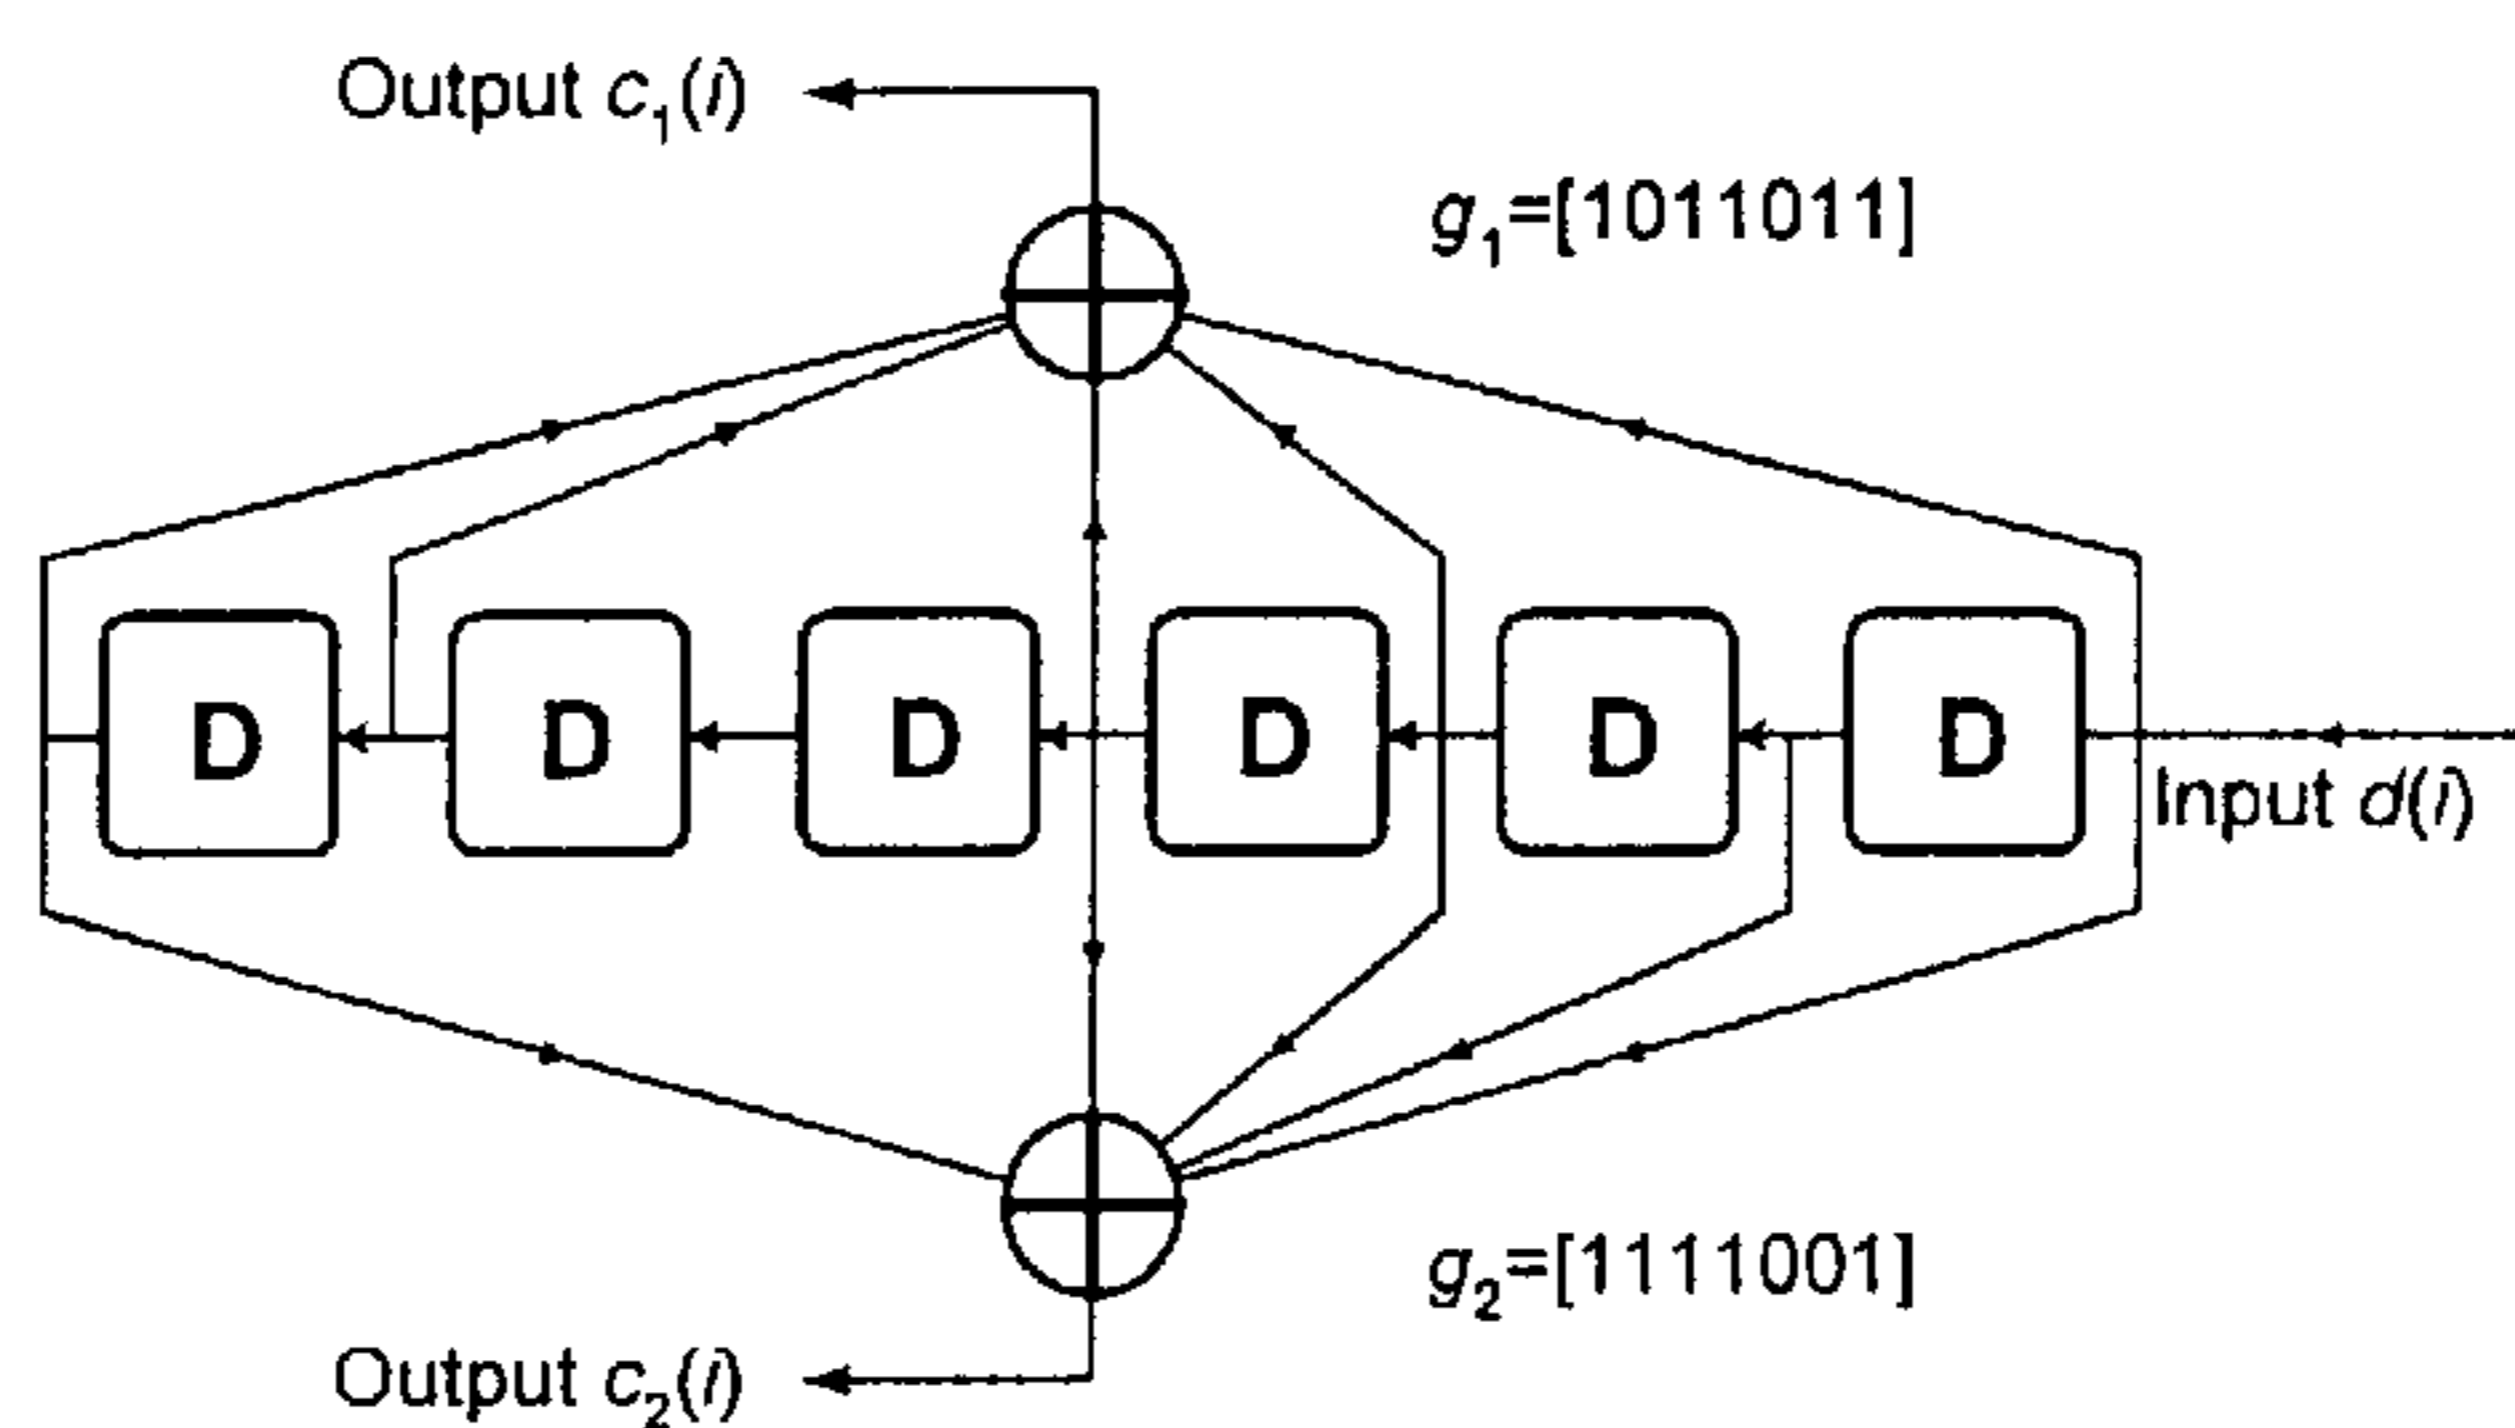 Output c₁(i)
g₁=[1011011]
D D D D D D
Input d(i)
g₂=[1111001]
Output c₂(i)